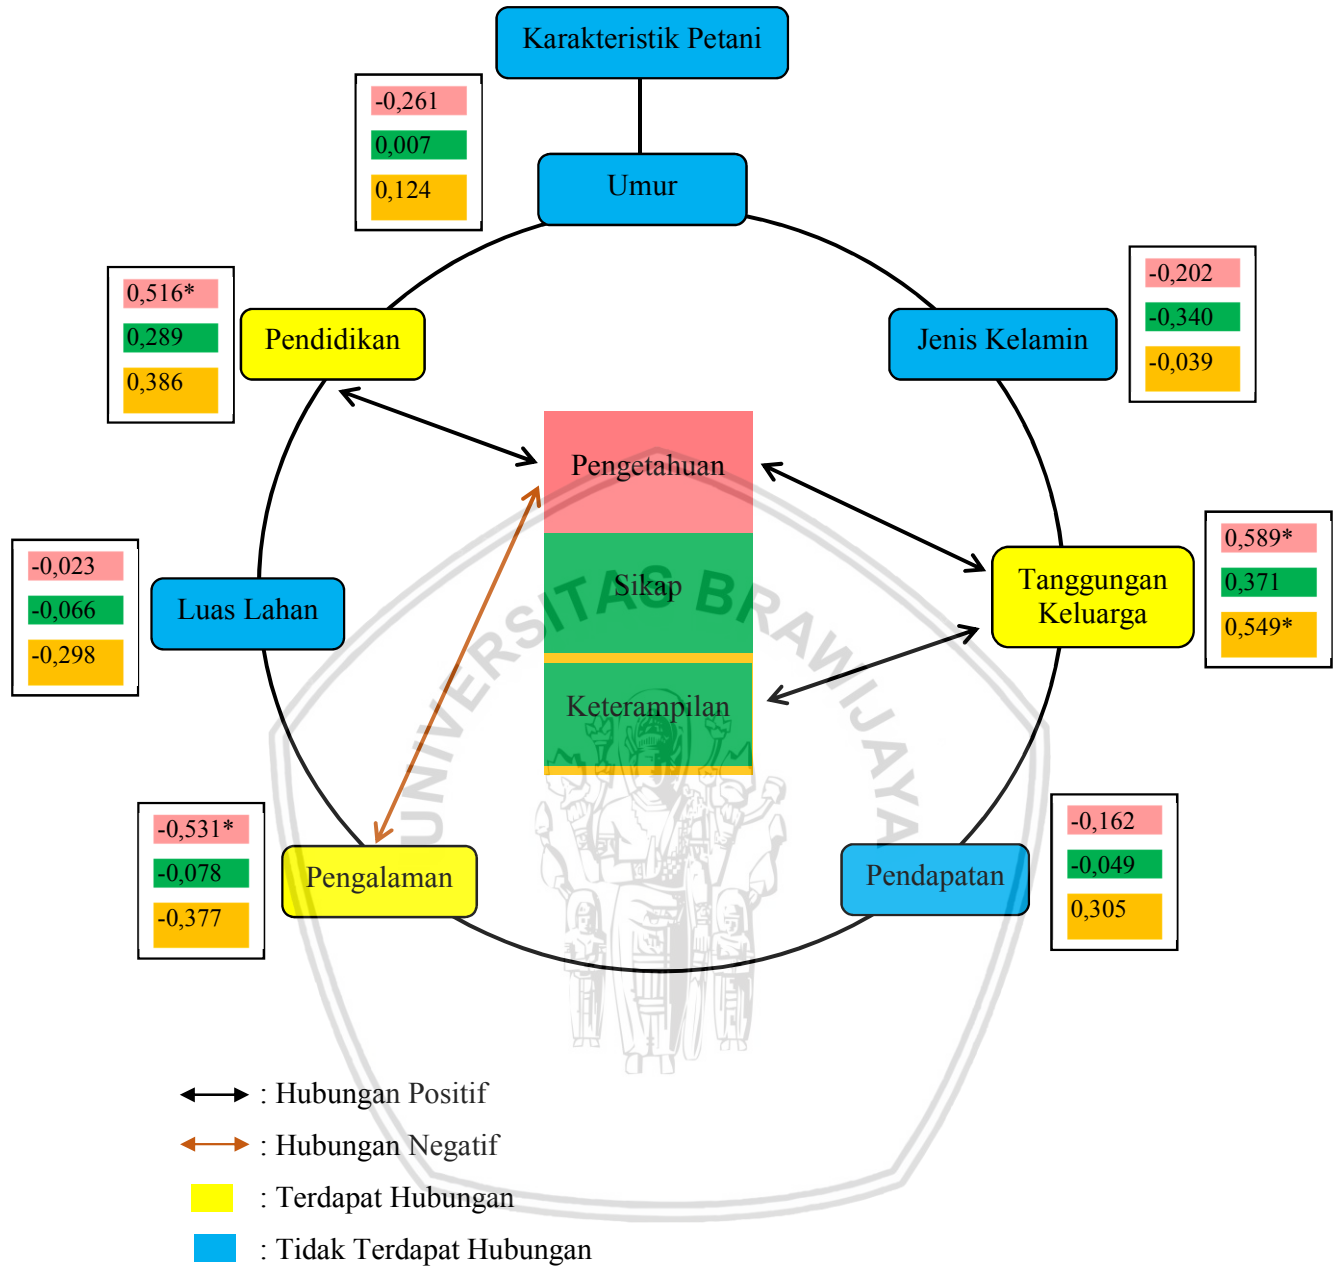 Karakteristik Petani
-0,261
0,007
0,124
Umur
0,516*
0,289
0,386
Pendidikan
-0,202
-0,340
-0,039
Jenis Kelamin
Pengetahuan
Sikap
Keterampilan
-0,023
-0,066
-0,298
Luas Lahan
0,589*
0,371
0,549*
Tanggungan
Keluarga
-0,531*
-0,078
-0,377
Pengalaman
-0,162
-0,049
0,305
Pendapatan
UNIVERSITAS BRAWIJAYA
: Hubungan Positif
: Hubungan Negatif
: Terdapat Hubungan
: Tidak Terdapat Hubungan